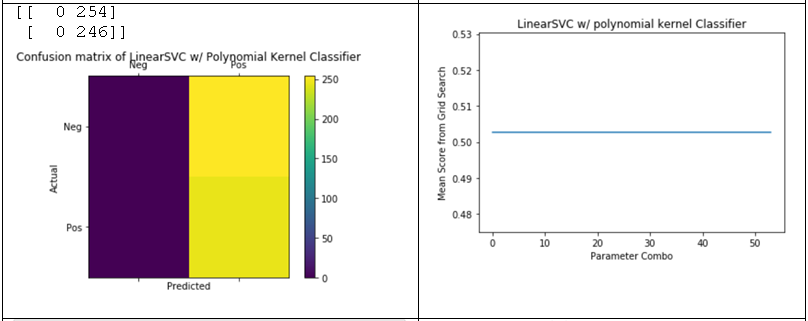 [[  0 254]
 [  0 246]]
Confusion matrix of LinearSVC w/ Polynomial Kernel Classifier
Neg Pos
Neg
Pos
Actual
Predicted
250
200
150
100
50
0
LinearSVC w/ polynomial kernel Classifier
0.53
0.52
0.51
0.50
0.49
0.48
Mean Score from Grid Search
0 10 20 30 40 50
Parameter Combo